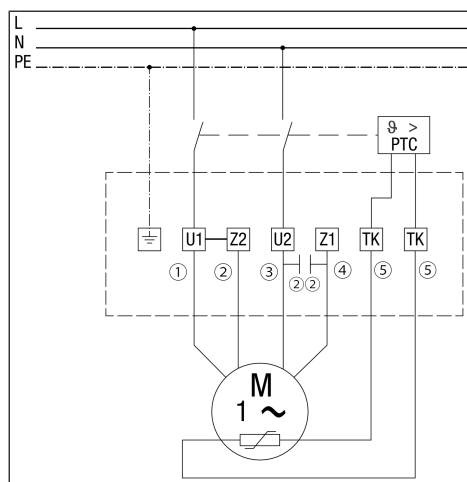 L
N
PE
ϑ >
PTC
U1 Z2 U2 Z1 TK TK
① ② ③ ② ② ④ ⑤ ⑤
M
1 ~